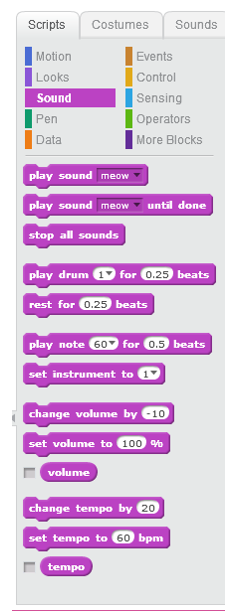 Scripts Costumes Sounds
Motion Events
Looks Control
Sound Sensing
Pen Operators
Data More Blocks
play sound meow
play sound meow until done
stop all sounds
play drum 1 for 0.25 beats
rest for 0.25 beats
play note 60 for 0.5 beats
set instrument to 1
change volume by -10
set volume to 100 %
volume
change tempo by 20
set tempo to 60 bpm
tempo